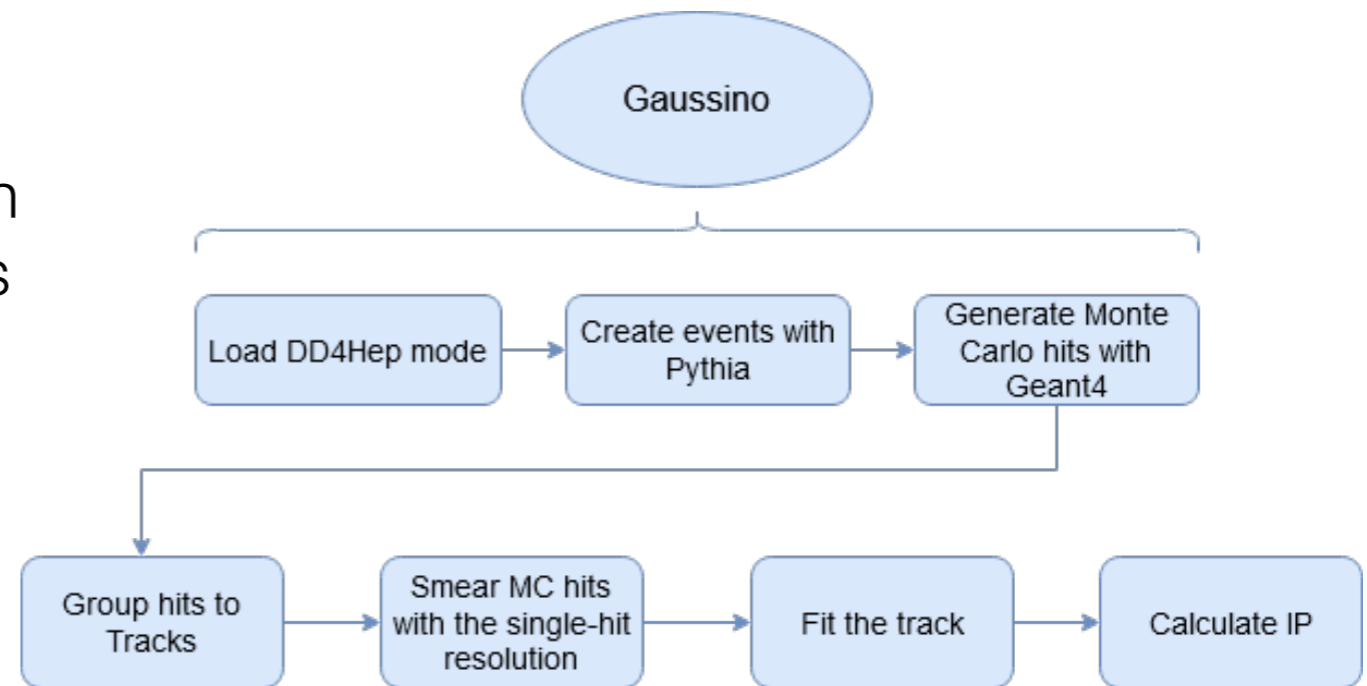 Gaussino
n
s
Load DD4Hep mode
Create events with
Pythia
Generate Monte
Carlo hits with
Geant4
Group hits to
Tracks
Smear MC hits
with the single-hit
resolution
Fit the track
Calculate IP